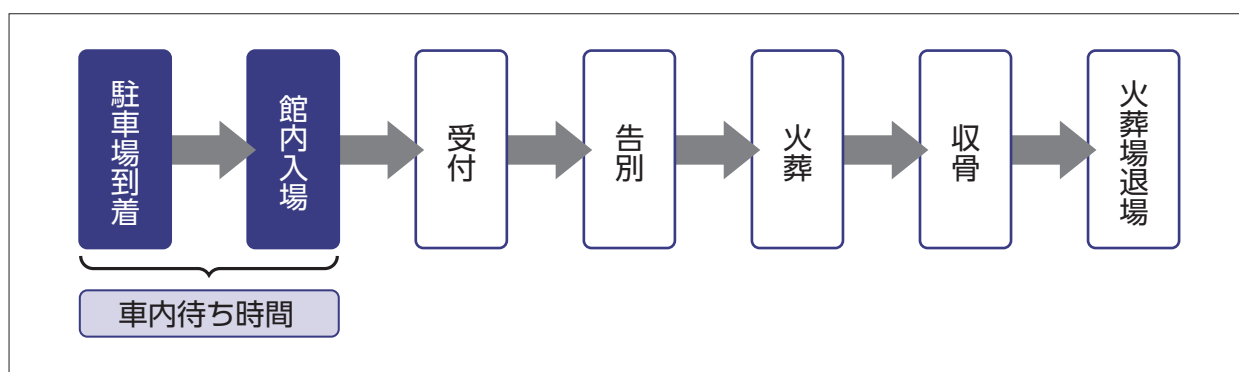 駐車場到着
館内入場
受付
告別
火葬
収骨
火葬場退場
車内待ち時間